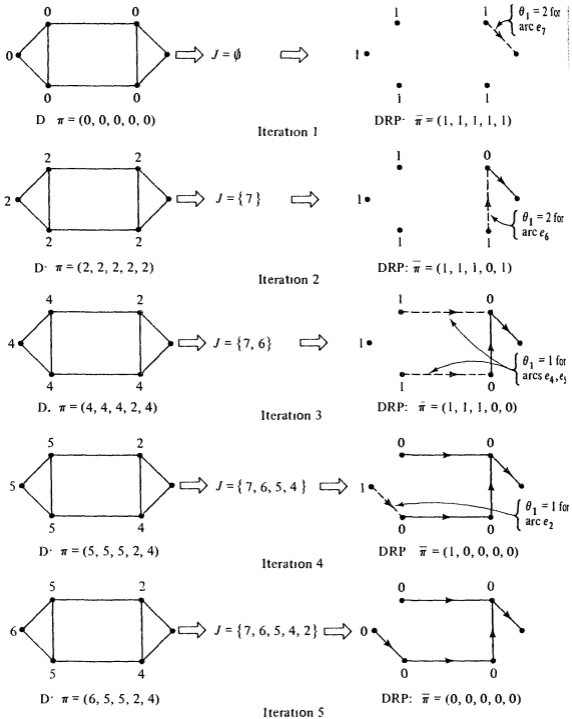 0 0 1 1 θ1 = 2 for
arc e7
0 J = ϕ 1
0 0 1 1
D π = (0, 0, 0, 0, 0) DRP· π̄ = (1, 1, 1, 1, 1)
Iteration 1
2 2 1 0
2 J = {7} 1 θ1 = 2 for
arc e6
2 2 1 1
D· π = (2, 2, 2, 2, 2) DRP: π̄ = (1, 1, 1, 0, 1)
Iteration 2
4 2 1 0
4 J = {7, 6} 1 θ1 = 1 for
arcs e4, e5
4 4 1 0
D. π = (4, 4, 4, 2, 4) DRP: π̄ = (1, 1, 1, 0, 0)
Iteration 3
5 2 0 0
5 J = {7, 6, 5, 4} 1 θ1 = 1 for
arc e2
5 4 0 0
D· π = (5, 5, 5, 2, 4) DRP π̄ = (1, 0, 0, 0, 0)
Iteration 4
5 2 0 0
6 J = {7, 6, 5, 4, 2} 0
5 4 0 0
D· π = (6, 5, 5, 2, 4) DRP: π̄ = (0, 0, 0, 0, 0)
Iteration 5